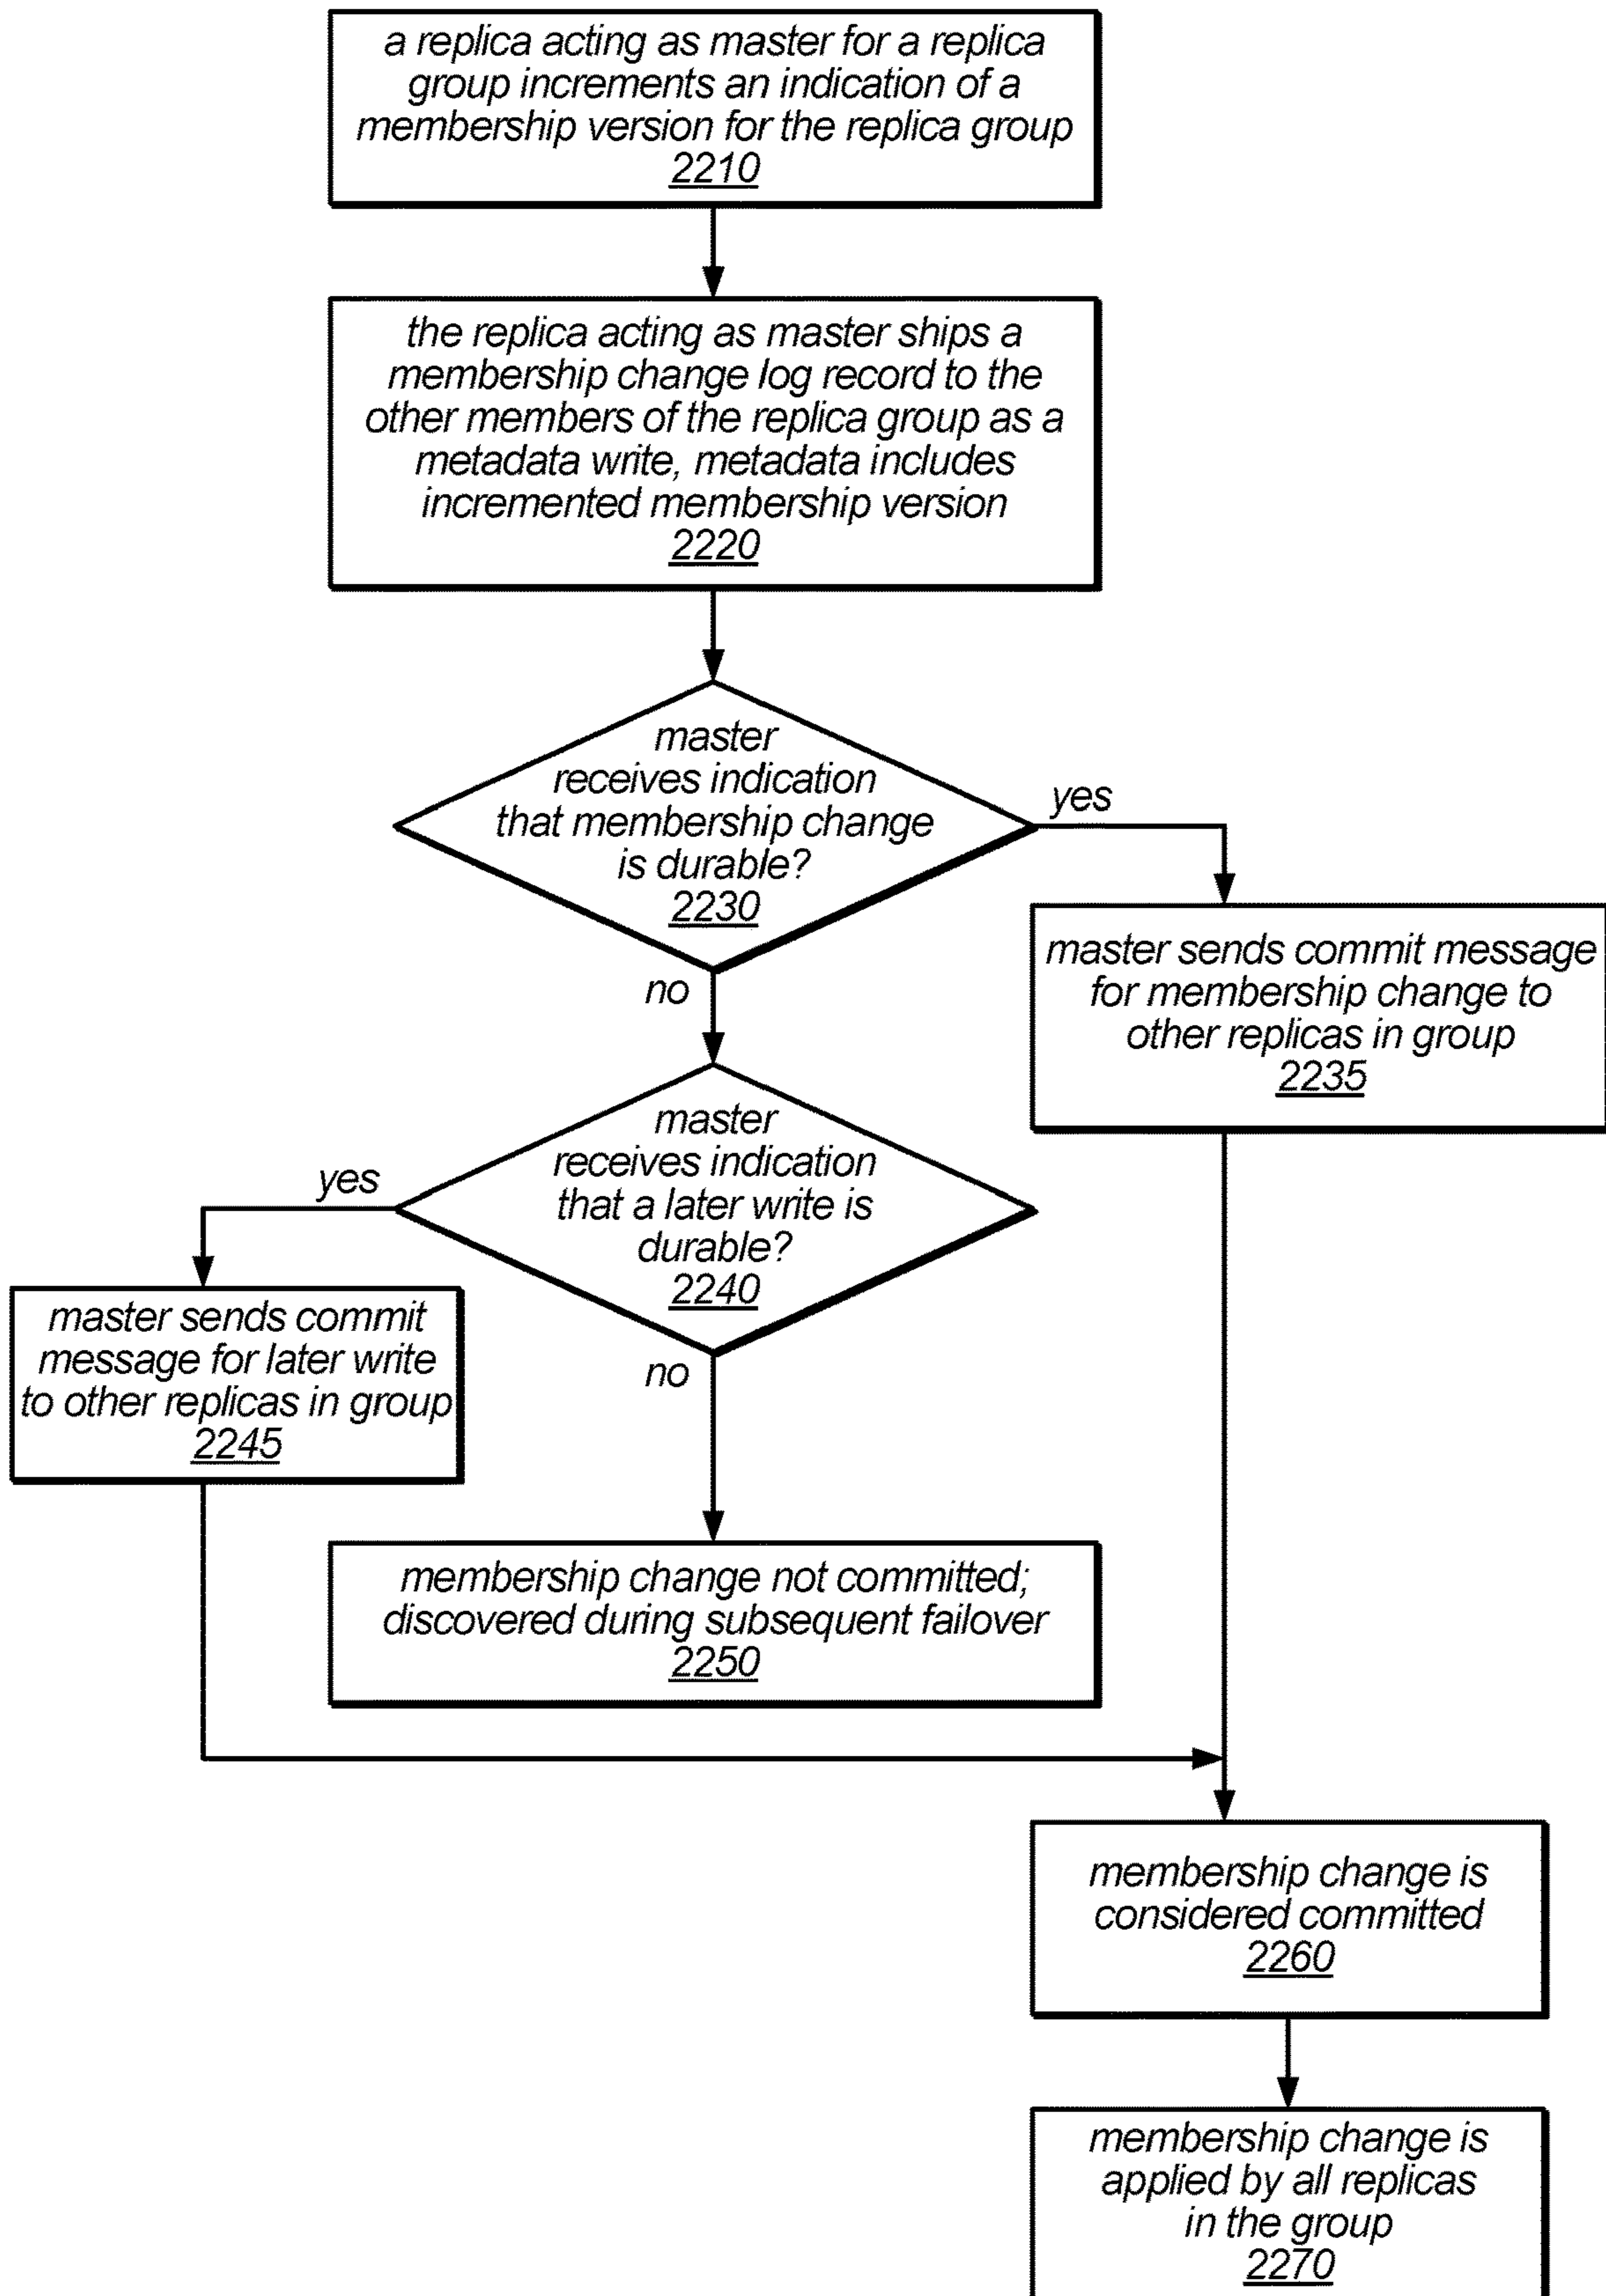 a replica acting as master for a replica
group increments an indication of a
membership version for the replica group
2210
the replica acting as master ships a
membership change log record to the
other members of the replica group as a
metadata write, metadata includes
incremented membership version
2220
master
receives indication
that membership change
is durable?
2230
yes
no
master sends commit message
for membership change to
other replicas in group
2235
master
receives indication
that a later write is
durable?
2240
yes
no
master sends commit
message for later write
to other replicas in group
2245
membership change not committed;
discovered during subsequent failover
2250
membership change is
considered committed
2260
membership change is
applied by all replicas
in the group
2270